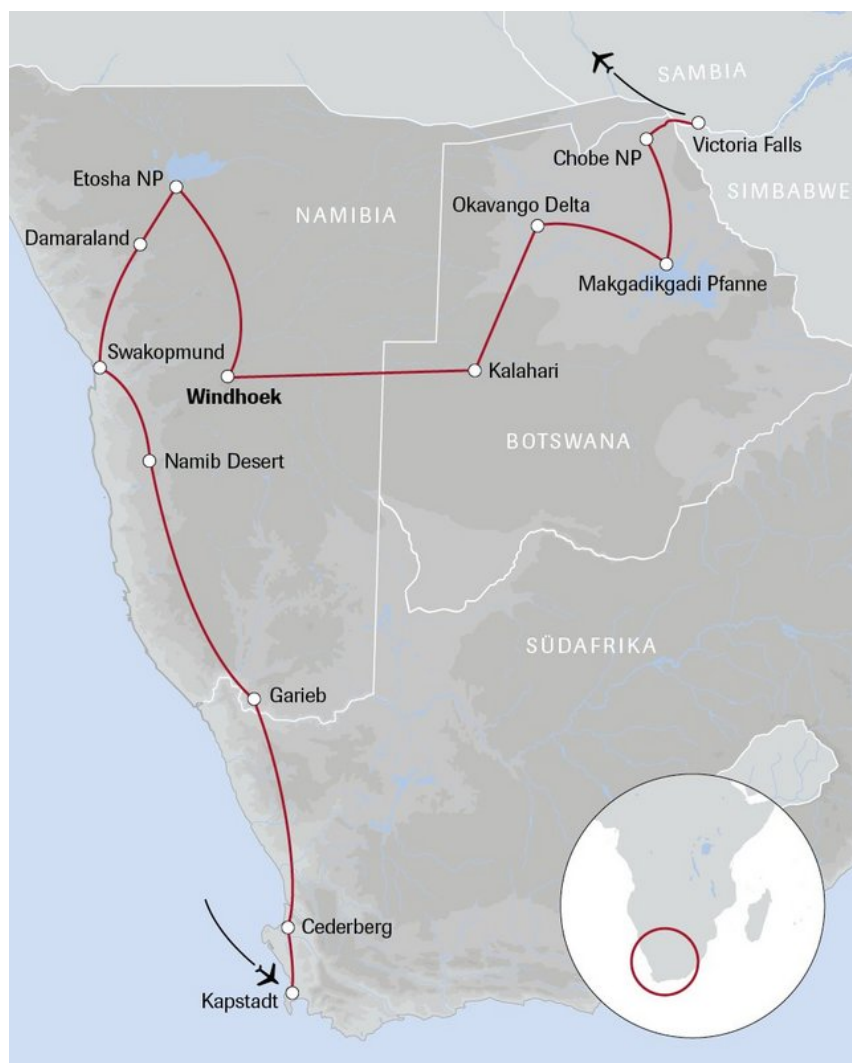 SAMBIA
Victoria Falls
Chobe NP
SIMBABWE
Etosha NP
NAMIBIA
Okavango Delta
Damaraland
Makgadikgadi Pfanne
Swakopmund
Kalahari
Windhoek
BOTSWANA
Namib Desert
SÜDAFRIKA
Garieb
Cederberg
Kapstadt